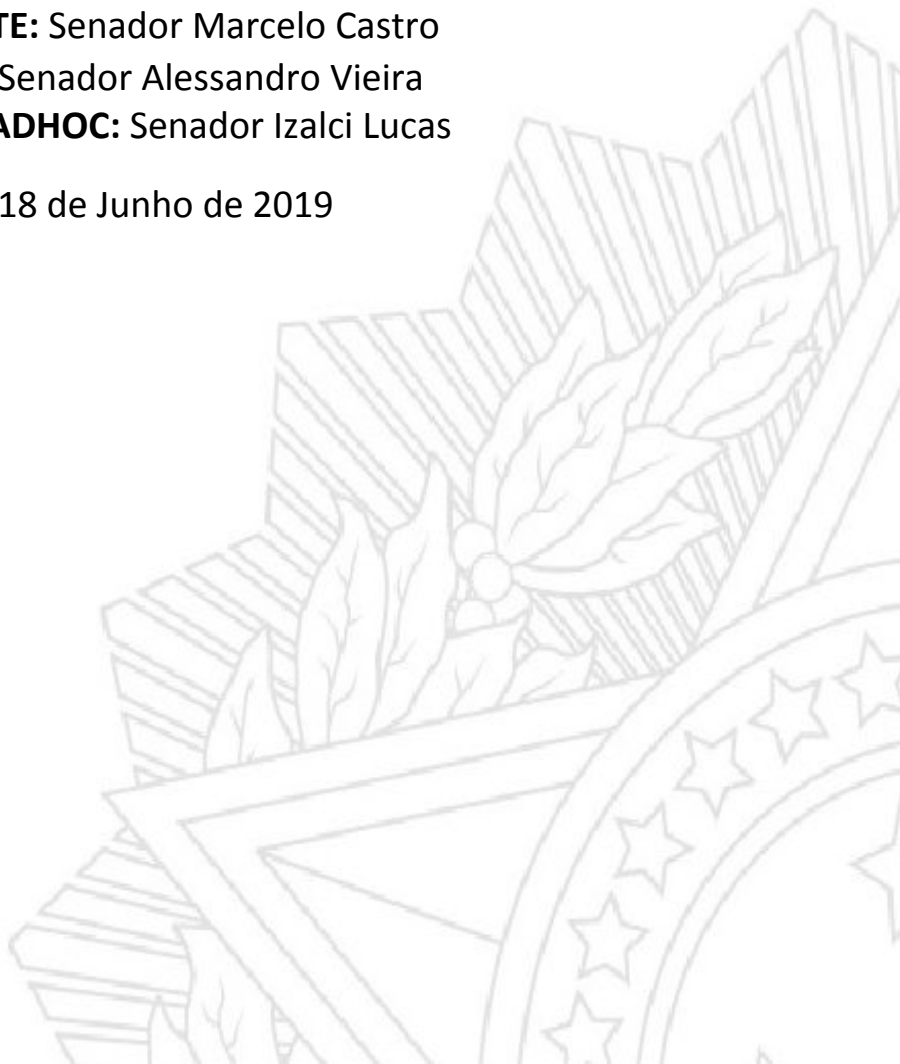 TE: Senador Marcelo Castro
Senador Alessandro Vieira
ADHOC: Senador Izalci Lucas
18 de Junho de 2019